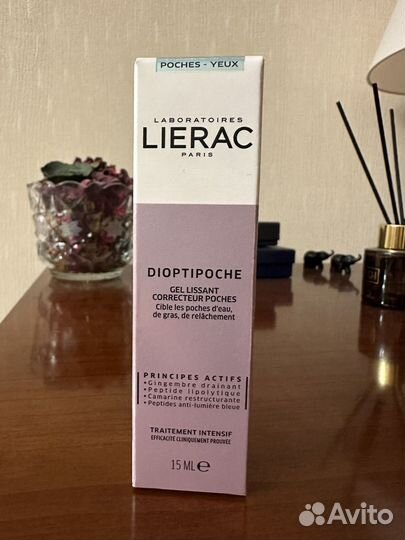 POCHES - YEUX
LABORATOIRES
LIERAC
PARIS
DIOPTIPOCHE
GEL LISSANT
CORRECTEUR POCHES
Cible les poches d'eau,
de gras, de relâchement
PRINCIPES ACTIFS
•Gingembre drainant
•Peptide lipolytique
•Camarine restructurante
•Peptides anti-lumière bleue
TRAITEMENT INTENSIF
EFFICACITÉ CLINIQUEMENT PROUVÉE
15 ML ℮
Avito